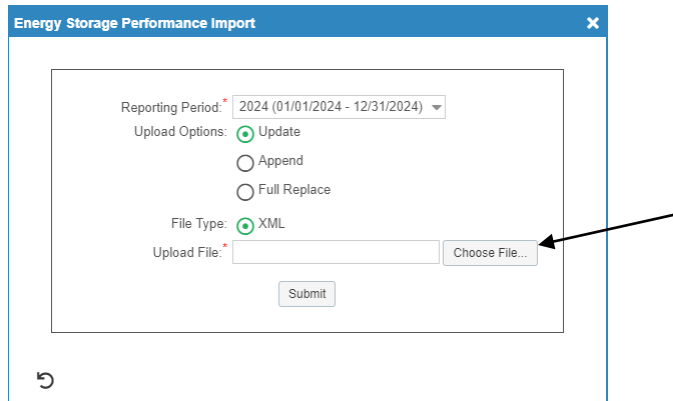 Energy Storage Performance Import
Reporting Period:* 2024 (01/01/2024 - 12/31/2024)
Upload Options: Update
Append
Full Replace
File Type: XML
Upload File:* Choose File...
Submit